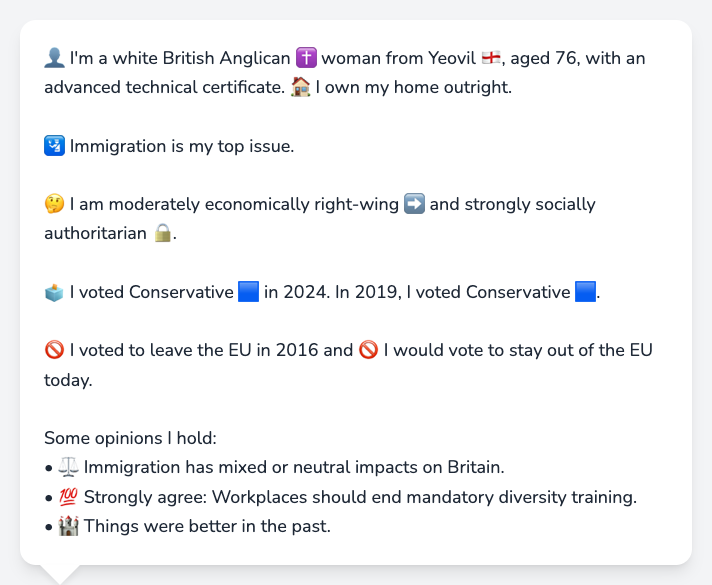 👤 I'm a white British Anglican ✝️ woman from Yeovil 🏴󠁧󠁢󠁥󠁮󠁧󠁿, aged 76, with an
advanced technical certificate. 🏠 I own my home outright.
🛂 Immigration is my top issue.
🤔 I am moderately economically right-wing ➡️ and strongly socially
authoritarian 🔒.
🗳️ I voted Conservative 🟦 in 2024. In 2019, I voted Conservative 🟦.
🚫 I voted to leave the EU in 2016 and 🚫 I would vote to stay out of the EU
today.
Some opinions I hold:
• ⚖️ Immigration has mixed or neutral impacts on Britain.
• 💯 Strongly agree: Workplaces should end mandatory diversity training.
• 🏰 Things were better in the past.